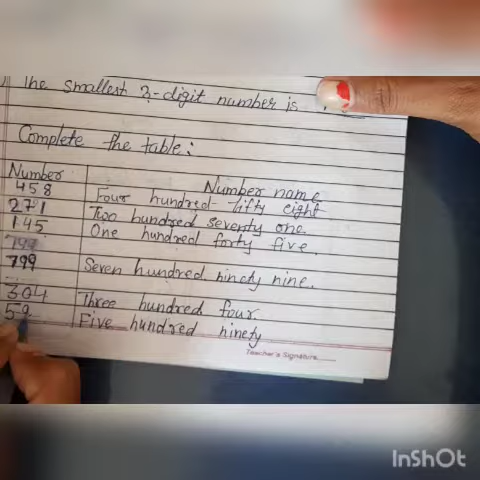 The smallest 3-digit number is
Complete the table:
Number Number name
458 Four hundred fifty eight
271 Two hundred seventy one.
145 One hundred forty five.
799
799 Seven hundred ninety nine.
304 Three hundred four.
59 Five hundred ninety
Teacher's Signature
InShOt